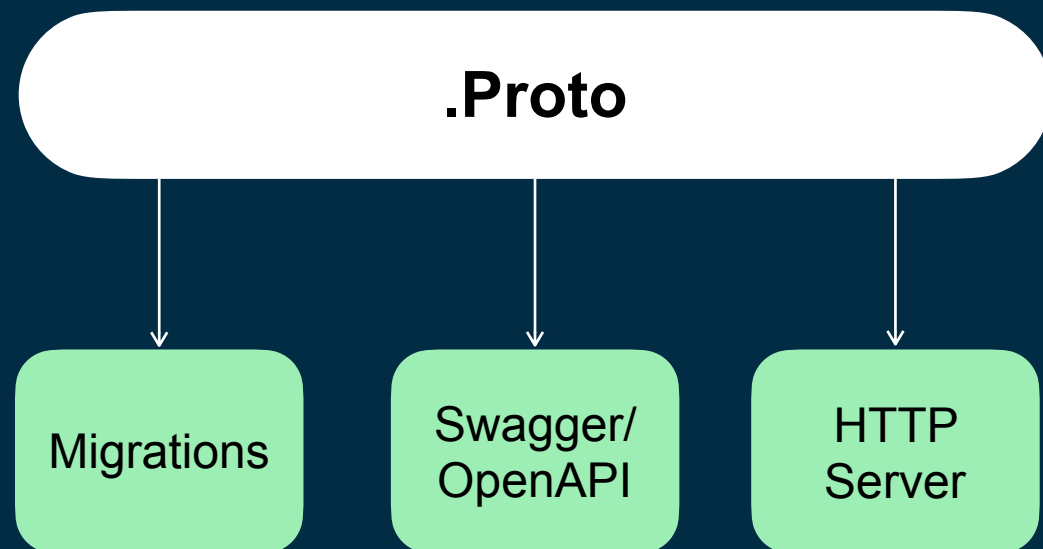 .Proto
Migrations
Swagger/
OpenAPI
HTTP
Server